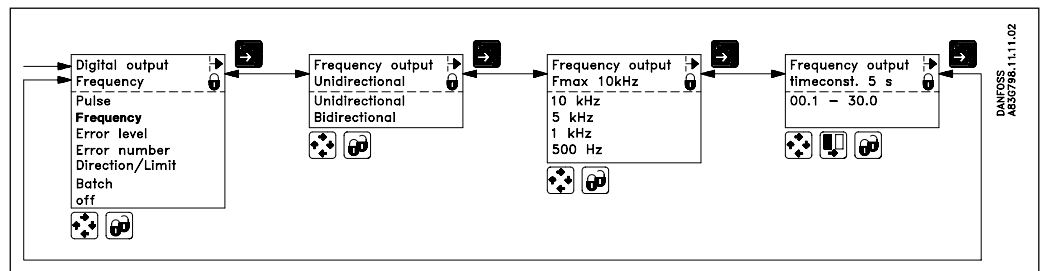 Digital output
Frequency
Pulse
Frequency
Error level
Error number
Direction/Limit
Batch
off
Frequency output
Unidirectional
Unidirectional
Bidirectional
Frequency output
Fmax 10kHz
10 kHz
5 kHz
1 kHz
500 Hz
Frequency output
timeconst. 5 s
00.1 – 30.0
DANFOSS
A83G798.11.11.02